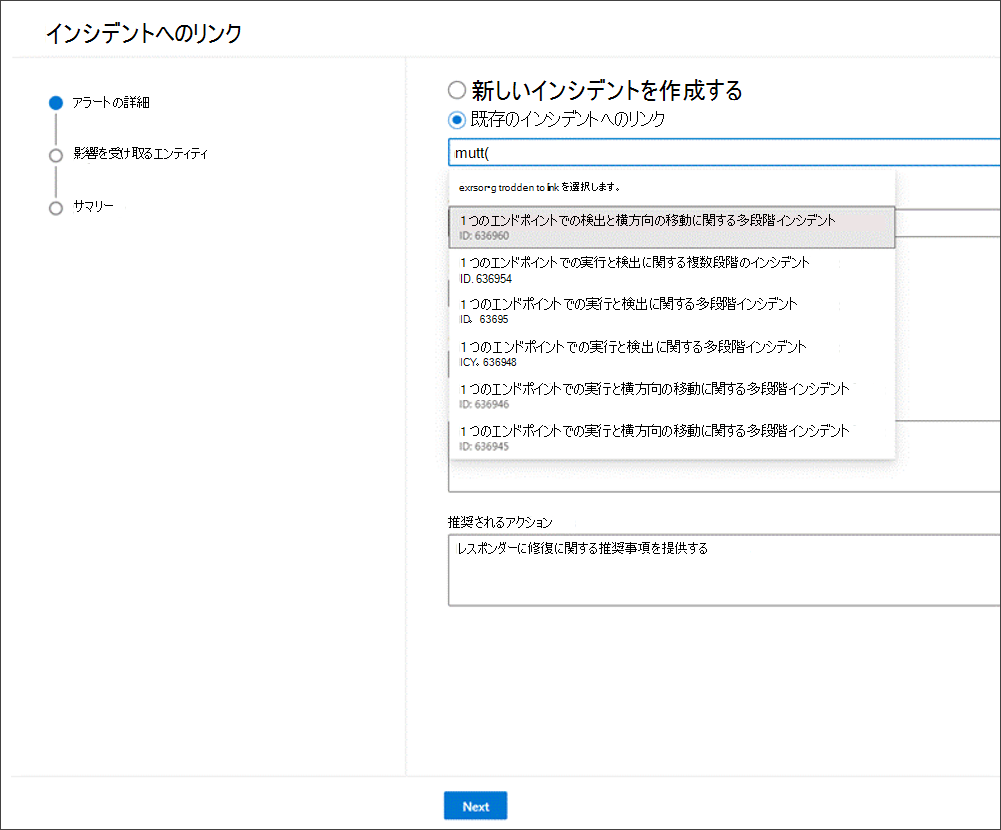 インシデントへのリンク
アラートの詳細
影響を受け取るエンティティ
サマリー
新しいインシデントを作成する
既存のインシデントへのリンク
mutt(
exrsor-g trodden to link を選択します。
1つのエンドポイントでの検出と横方向の移動に関する多段階インシデント
ID: 636960
1つのエンドポイントでの実行と検出に関する複数段階のインシデント
ID. 636954
1つのエンドポイントでの実行と検出に関する多段階インシデント
ID。 63695
1つのエンドポイントでの実行と検出に関する多段階インシデント
ICY。636948
1つのエンドポイントでの実行と横方向の移動に関する多段階インシデント
ID: 636946
1つのエンドポイントでの実行と横方向の移動に関する多段階インシデント
ID: 636945
推奨されるアクション
レスポンダーに修復に関する推奨事項を提供する
Next